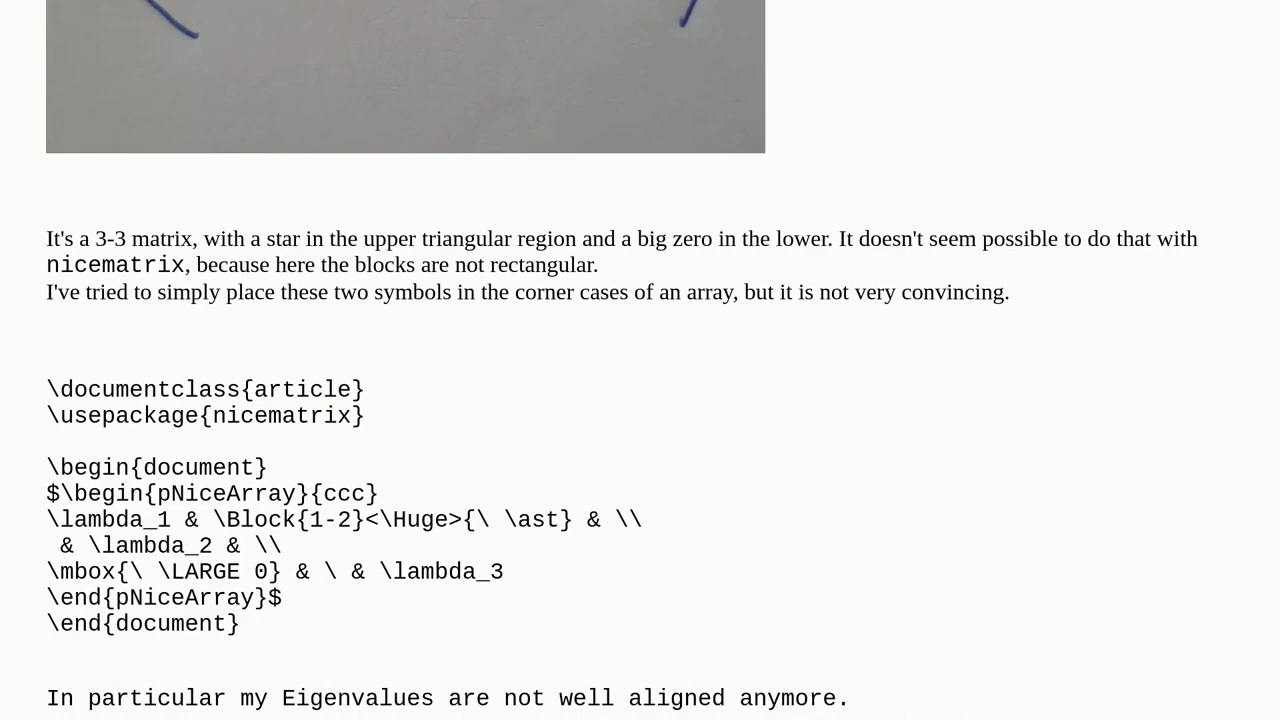 It's a 3-3 matrix, with a star in the upper triangular region and a big zero in the lower. It doesn't seem possible to do that with
nicematrix, because here the blocks are not rectangular.
I've tried to simply place these two symbols in the corner cases of an array, but it is not very convincing.
\documentclass{article}
\usepackage{nicematrix}
\begin{document}
$\begin{pNiceArray}{ccc}
\lambda_1 & \Block{1-2}<\Huge>{\ \ast} & \\
 & \lambda_2 & \\
\mbox{\ \LARGE 0} & \ & \lambda_3
\end{pNiceArray}$
\end{document}
In particular my Eigenvalues are not well aligned anymore.